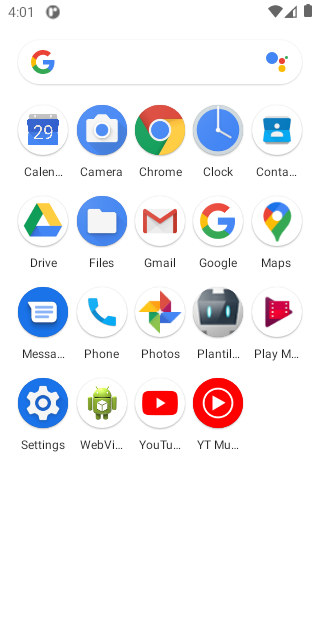 4:01
Calen...
Camera
Chrome
Clock
Conta...
Drive
Files
Gmail
Google
Maps
Messa...
Phone
Photos
Plantil...
Play M...
Settings
WebVi...
YouTu...
YT Mu...
29